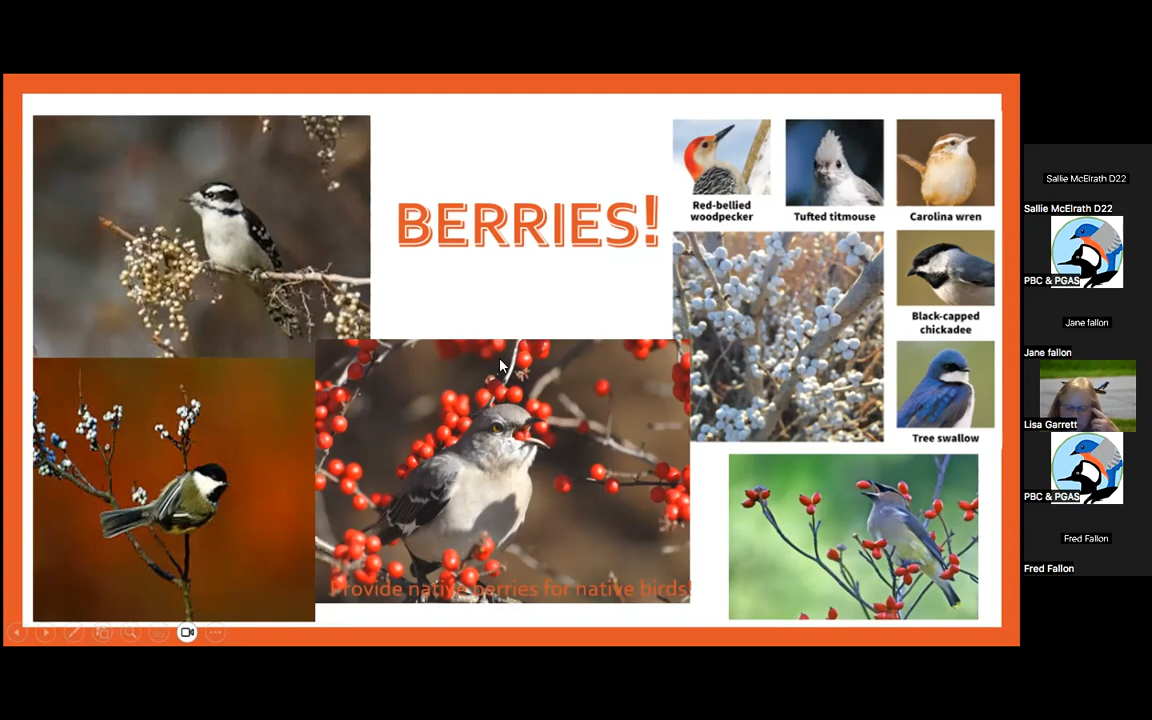 BERRIES!
Red-bellied
woodpecker
Tufted titmouse
Carolina wren
Black-capped
chickadee
Tree swallow
Provide native berries for native birds!
Sallie McElrath D22
Sallie McElrath D22
PBC & PGAS
Jane fallon
Jane fallon
Lisa Garrett
PBC & PGAS
Fred Fallon
Fred Fallon